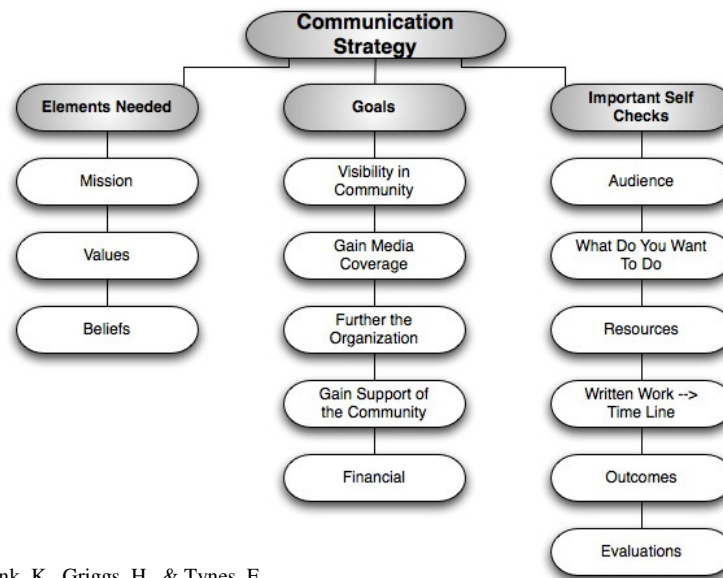 Communication
Strategy
Elements Needed
Mission
Values
Beliefs
Goals
Visibility in
Community
Gain Media
Coverage
Further the
Organization
Gain Support of
the Community
Financial
Important Self
Checks
Audience
What Do You Want
To Do
Resources
Written Work -->
Time Line
Outcomes
Evaluations
K., Griggs, H., & Tynes, E.